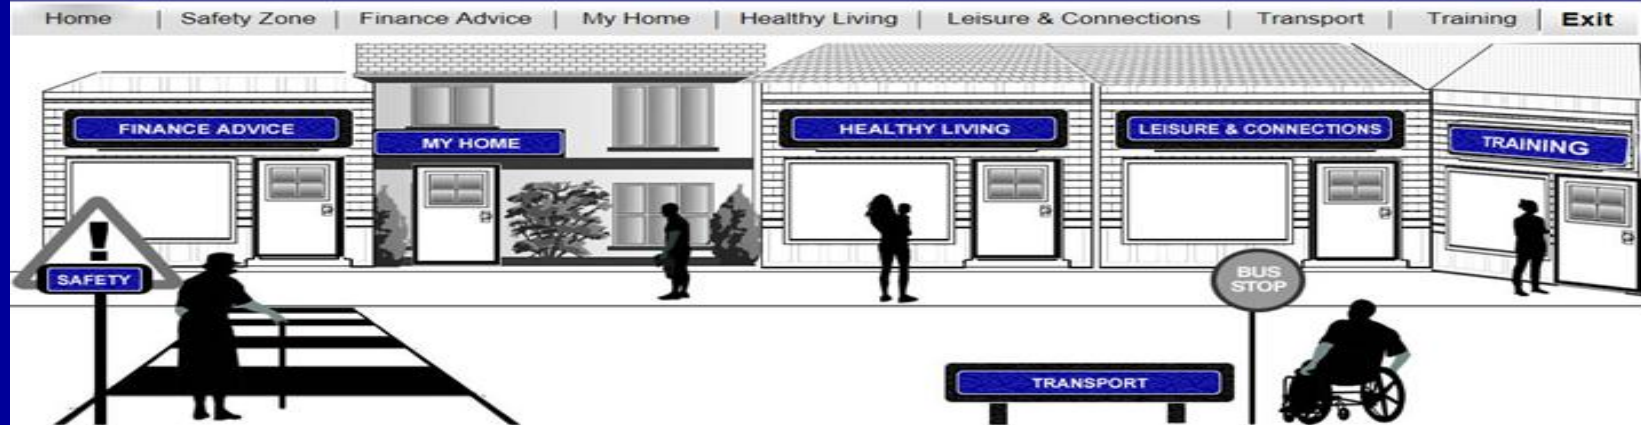 Home | Safety Zone | Finance Advice | My Home | Healthy Living | Leisure & Connections | Transport | Training | Exit
FINANCE ADVICE
MY HOME
HEALTHY LIVING
LEISURE & CONNECTIONS
TRAINING
!
SAFETY
BUS
STOP
TRANSPORT